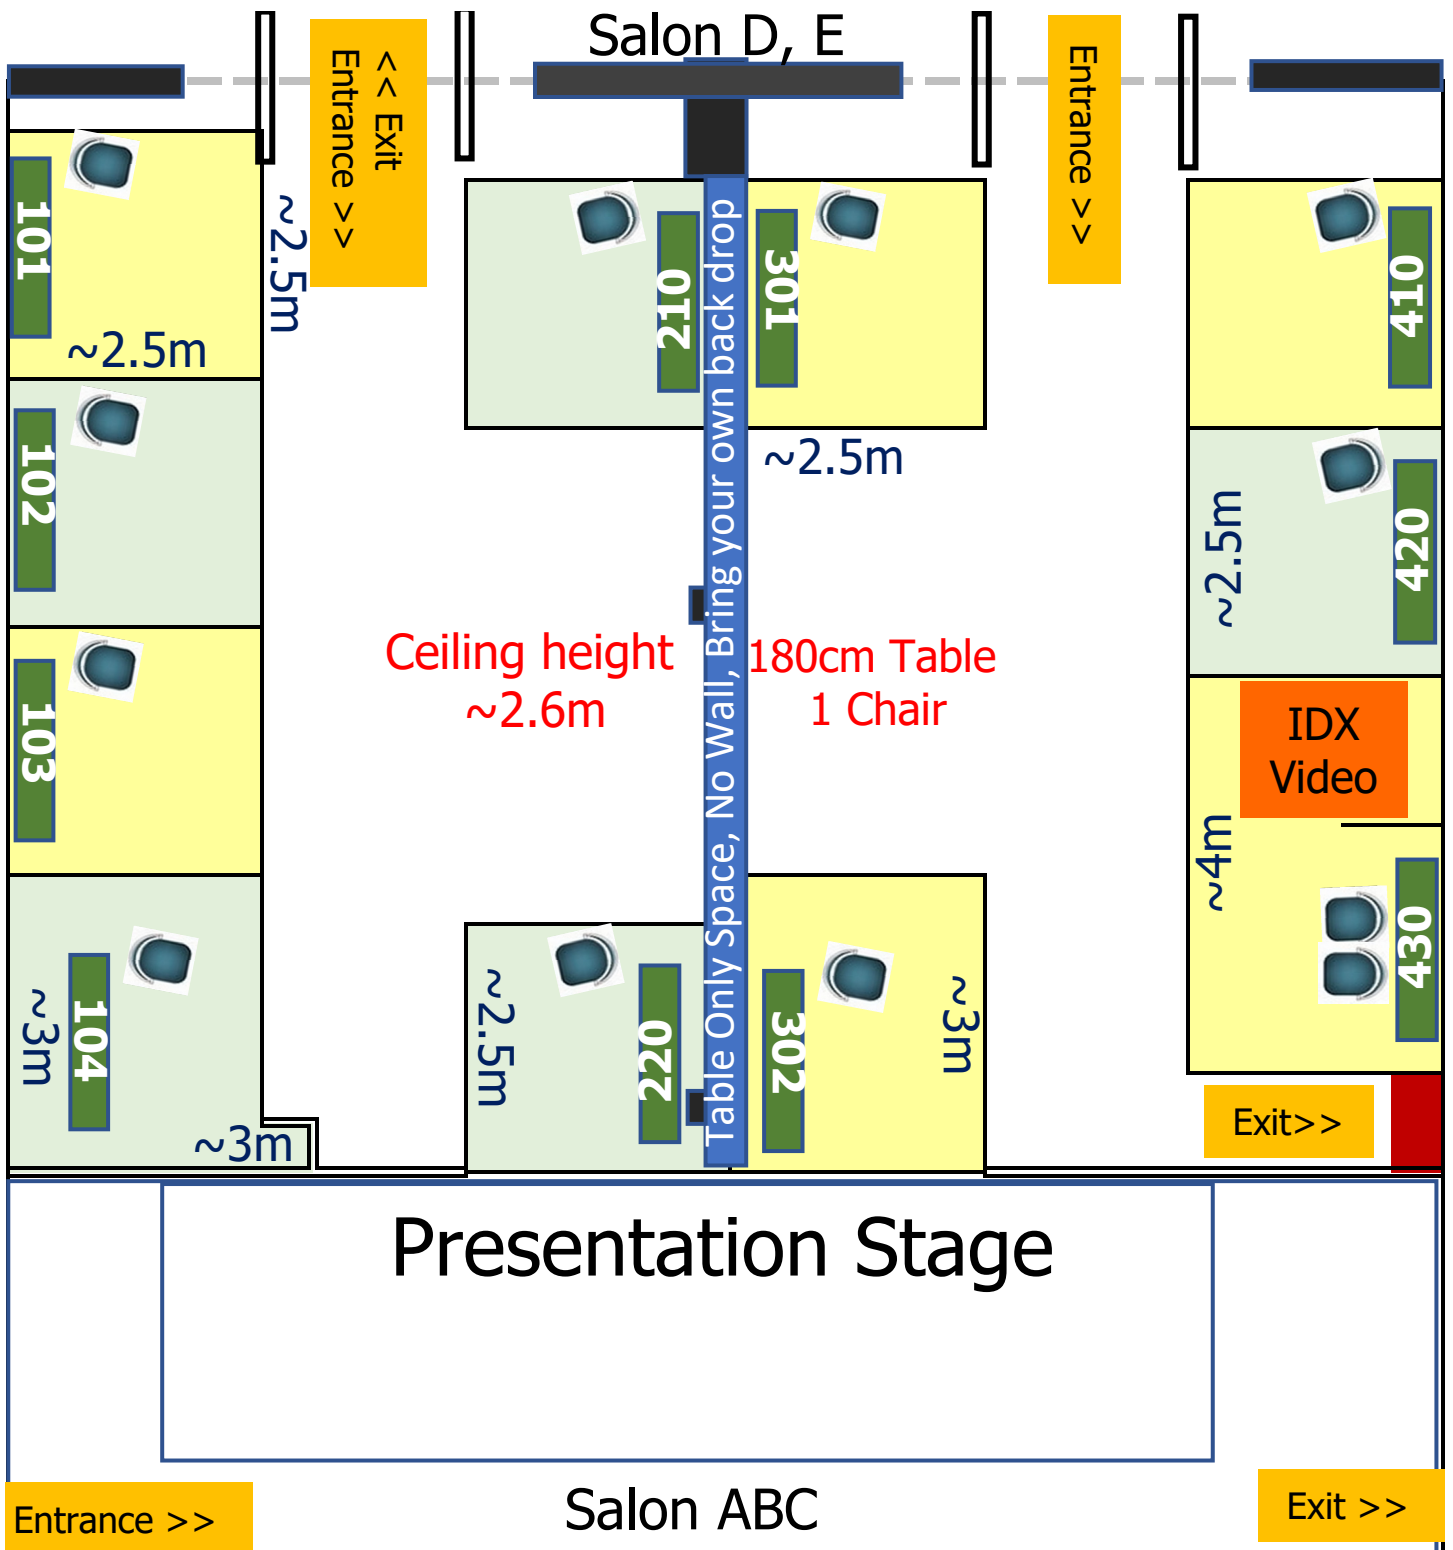 Salon D, E
<< Exit
Entrance >>
Entrance >>
101
~2.5m
~2.5m
210
301
410
102
~2.5m
420
~2.5m
Table Only Space, No Wall, Bring your own back drop
Ceiling height
~2.6m
180cm Table
1 Chair
103
IDX
Video
~4m
430
104
~3m
~3m
~2.5m
220
302
~3m
Exit>>
Presentation Stage
Salon ABC
Entrance >>
Exit >>